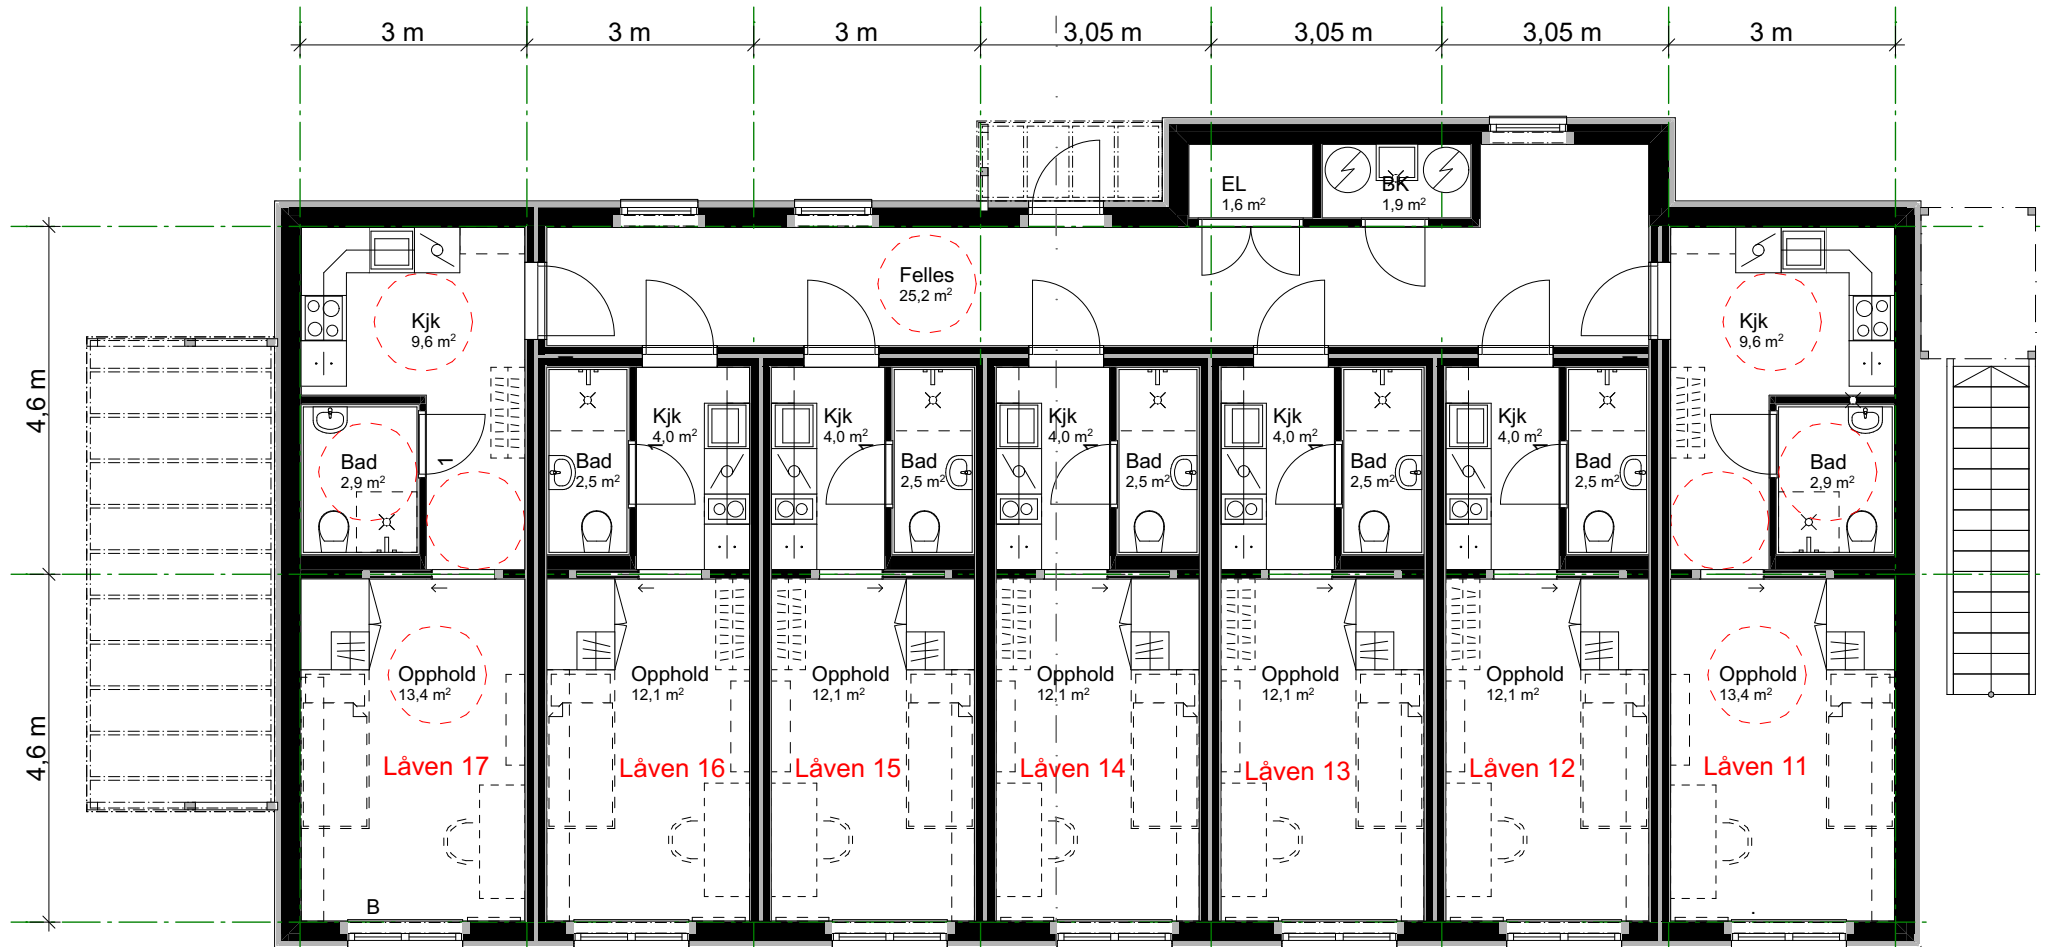 3 m
3 m
3 m
3,05 m
3,05 m
3,05 m
3 m
EL
1,6 m²
BK
1,9 m²
Felles
25,2 m²
4,6 m
4,6 m
Kjk
9,6 m²
Kjk
9,6 m²
Kjk
4,0 m²
Kjk
4,0 m²
Kjk
4,0 m²
Kjk
4,0 m²
Kjk
4,0 m²
Bad
2,9 m²
1
Bad
2,5 m²
Bad
2,5 m²
Bad
2,5 m²
Bad
2,5 m²
Bad
2,5 m²
Bad
2,9 m²
Opphold
13,4 m²
Opphold
12,1 m²
Opphold
12,1 m²
Opphold
12,1 m²
Opphold
12,1 m²
Opphold
12,1 m²
Opphold
13,4 m²
Låven 17
Låven 16
Låven 15
Låven 14
Låven 13
Låven 12
Låven 11
B